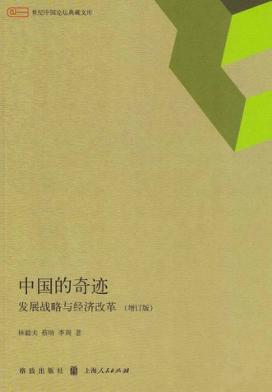 世纪中国论坛典藏文库
中国的奇迹
发展战略与经济改革 (增订版)
林毅夫 蔡昉 李周 著
格致出版社 上海人民出版社